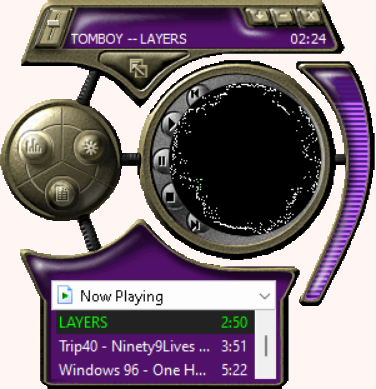 TOMBOY -- LAYERS 02:24
Now Playing
LAYERS 2:50
Trip40 - Ninety9Lives ... 3:51
Windows 96 - One H... 5:22